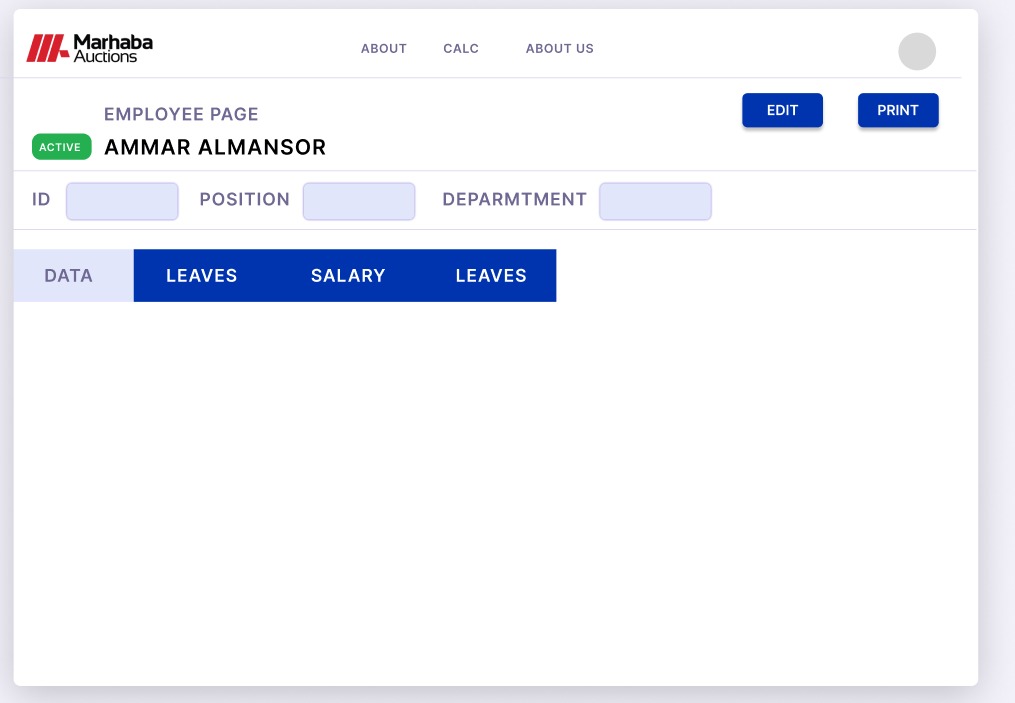 Marhaba
Auctions
ABOUT CALC ABOUT US
EDIT PRINT
EMPLOYEE PAGE
ACTIVE AMMAR ALMANSOR
ID POSITION DEPARMTMENT
DATA LEAVES SALARY LEAVES